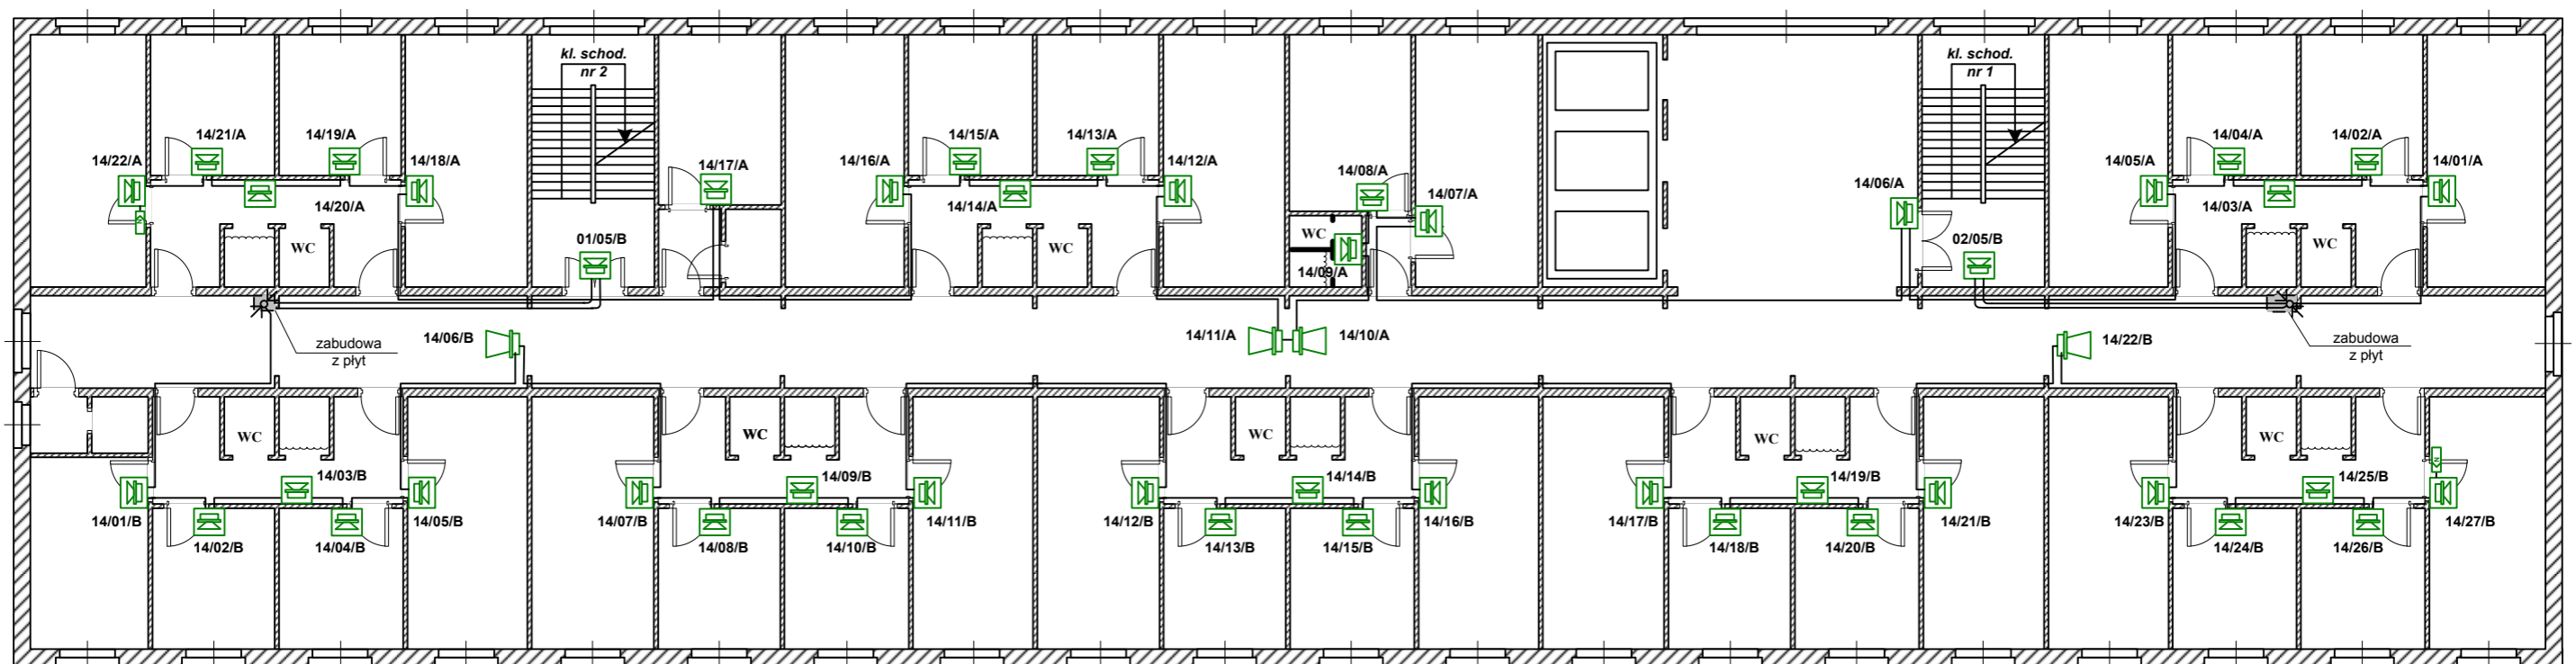 kl. schod.
nr 2
kl. schod.
nr 1
14/21/A
14/19/A
14/15/A
14/13/A
14/04/A
14/02/A
14/22/A
14/18/A
14/17/A
14/16/A
14/12/A
14/08/A
14/07/A
14/06/A
14/05/A
14/01/A
14/20/A
14/14/A
14/03/A
WC
WC
WC
WC
01/05/B
02/05/B
14/09/A
14/06/B
14/11/A
14/10/A
14/22/B
zabudowa
z płyt
zabudowa
z płyt
WC
WC
WC
WC
WC
14/03/B
14/09/B
14/14/B
14/19/B
14/25/B
14/01/B
14/05/B
14/07/B
14/11/B
14/12/B
14/16/B
14/17/B
14/21/B
14/23/B
14/27/B
14/02/B
14/04/B
14/08/B
14/10/B
14/13/B
14/15/B
14/18/B
14/20/B
14/24/B
14/26/B